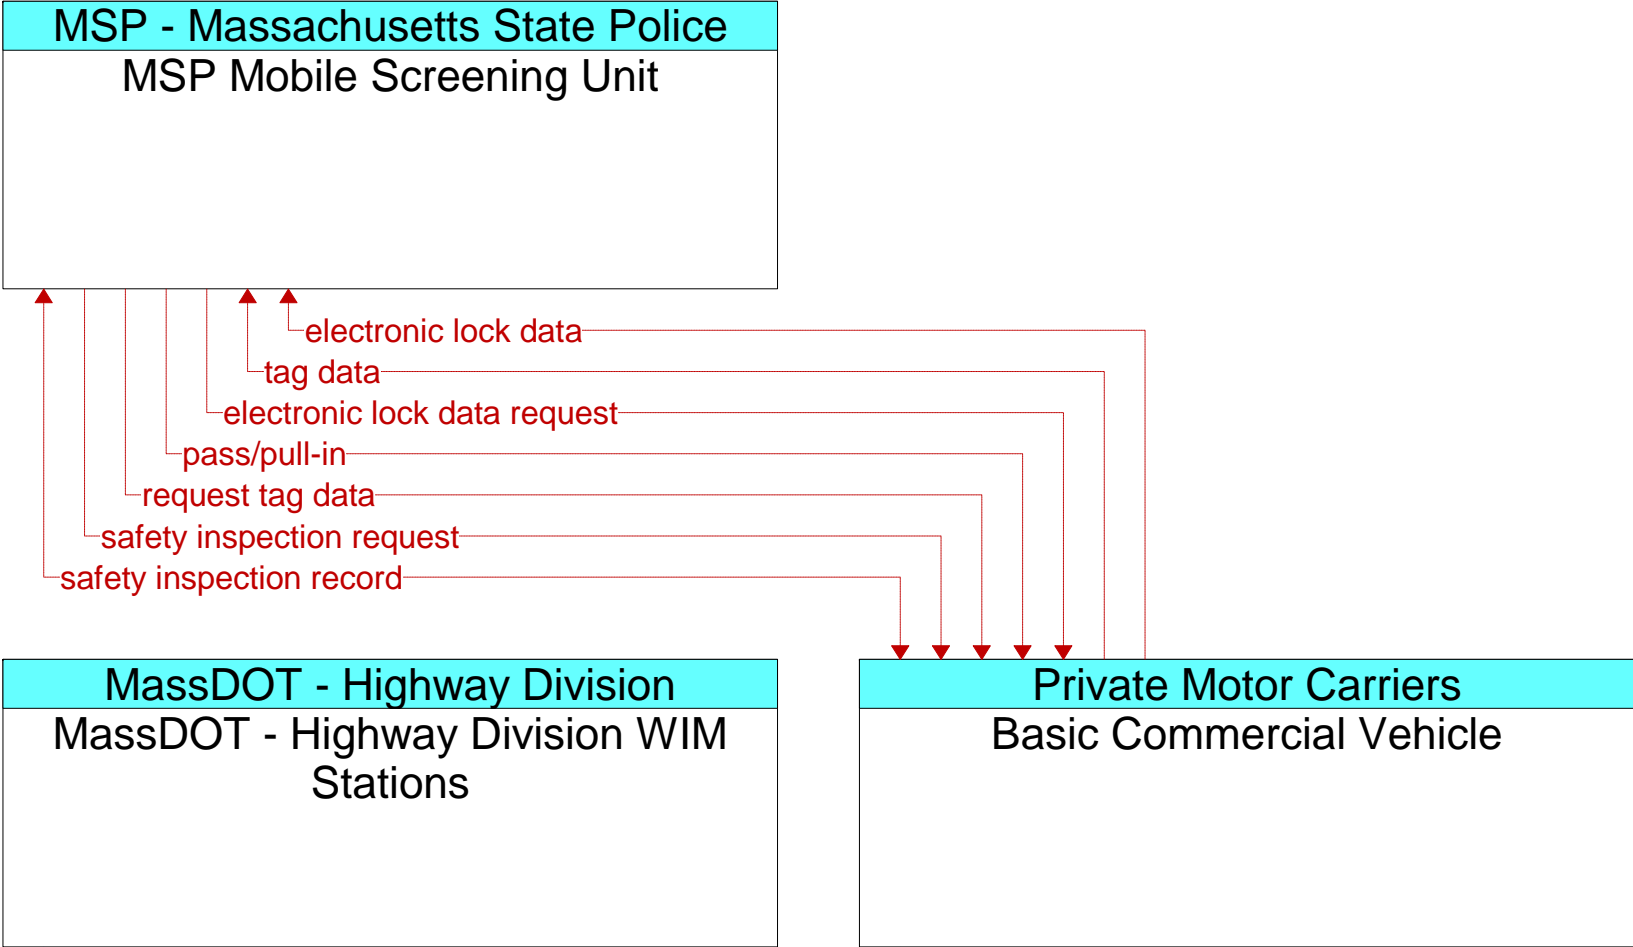 MSP - Massachusetts State Police
MSP Mobile Screening Unit
electronic lock data
tag data
electronic lock data request
pass/pull-in
request tag data
safety inspection request
safety inspection record
MassDOT - Highway Division
MassDOT - Highway Division WIM
Stations
Private Motor Carriers
Basic Commercial Vehicle